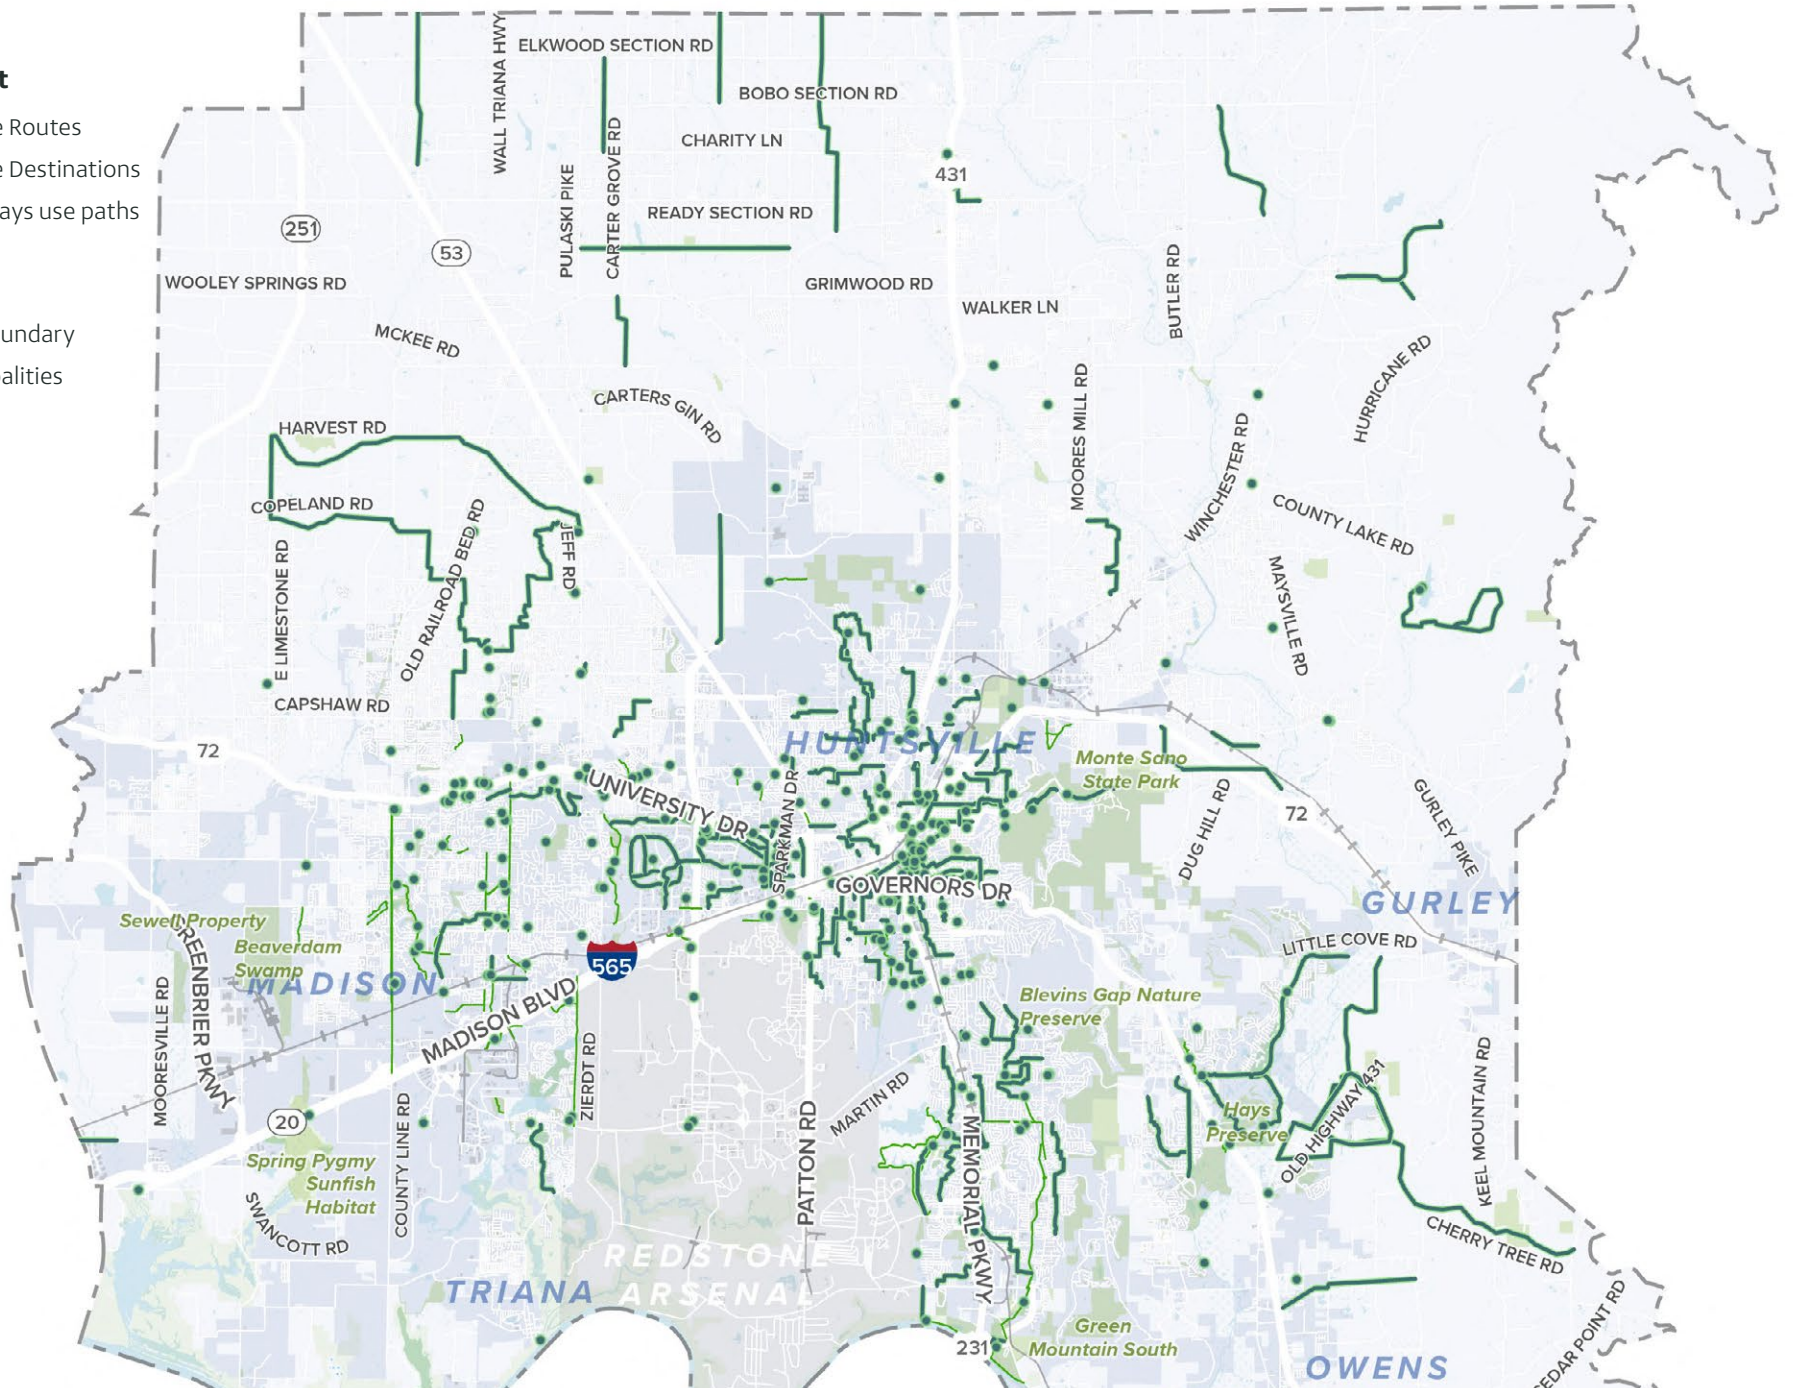 t
e Routes
e Destinations
ays use paths
undary
alities
WALL TRIANA HWY
ELKWOOD SECTION RD
BOBO SECTION RD
CHARITY LN
PULASKI PIKE
CARTER GROVE RD
READY SECTION RD
431
251
53
WOOLEY SPRINGS RD
GRIMWOOD RD
WALKER LN
BUTLER RD
MCKEE RD
HURRICANE RD
CARTERS GIN RD
MOORES MILL RD
HARVEST RD
WINCHESTER RD
COPELAND RD
OLD RAILROAD BED RD
JEFF RD
COUNTY LAKE RD
E LIMESTONE RD
MAYSVILLE RD
CAPSHAW RD
72
HUNTSVILLE
Monte Sano
State Park
UNIVERSITY DR
SPARKMAN DR
DUG HILL RD
72
GURLEY PIKE
GOVERNORS DR
GURLEY
Sewell Property
GREENBRIER PKWY
Beaverdam
Swamp
MADISON
565
LITTLE COVE RD
MOORESVILLE RD
MADISON BLVD
Blevins Gap Nature
Preserve
ZIERDT RD
MARTIN RD
OLD HIGHWAY 431
KEEL MOUNTAIN RD
20
COUNTY LINE RD
PATTON RD
MEMORIAL PKWY
Hays
Preserve
Spring Pygmy
Sunfish
Habitat
SWANCOTT RD
CHERRY TREE RD
REDSTONE
ARSENAL
TRIANA
231
Green
Mountain South
OWENS
EDAR POINT RD